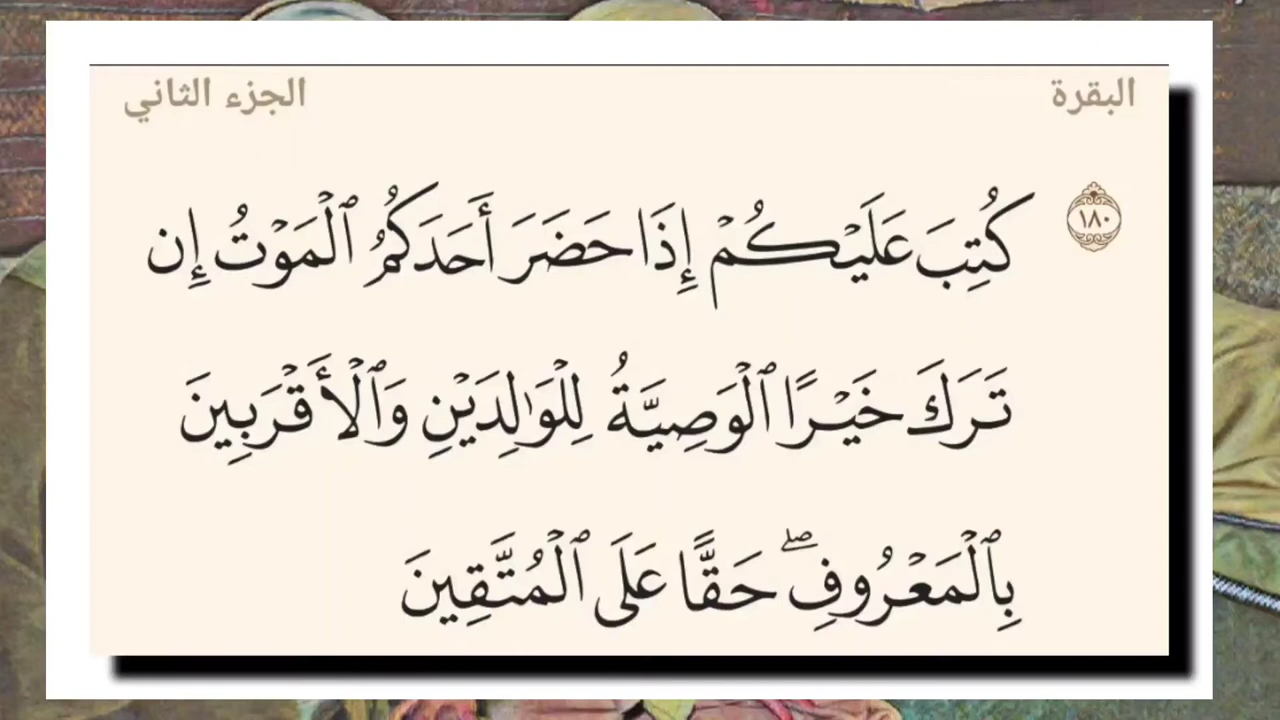 البقرة
الجزء الثاني
١٨٠
كُتِبَ عَلَيْكُمْ إِذَا حَضَرَ أَحَدَكُمُ ٱلْمَوْتُ إِن
تَرَكَ خَيْرًا ٱلْوَصِيَّةُ لِلْوَٰلِدَيْنِ وَٱلْأَقْرَبِينَ
بِٱلْمَعْرُوفِ ۖ حَقًّا عَلَى ٱلْمُتَّقِينَ